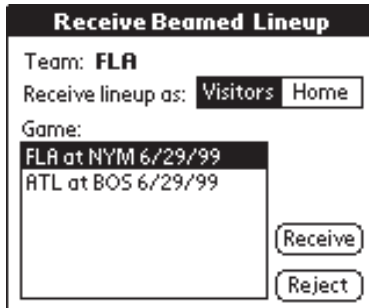 Receive Beamed Lineup
Team: FLA
Receive lineup as: Visitors Home
Game:
FLA at NYM 6/29/99
ATL at BOS 6/29/99
Receive
Reject